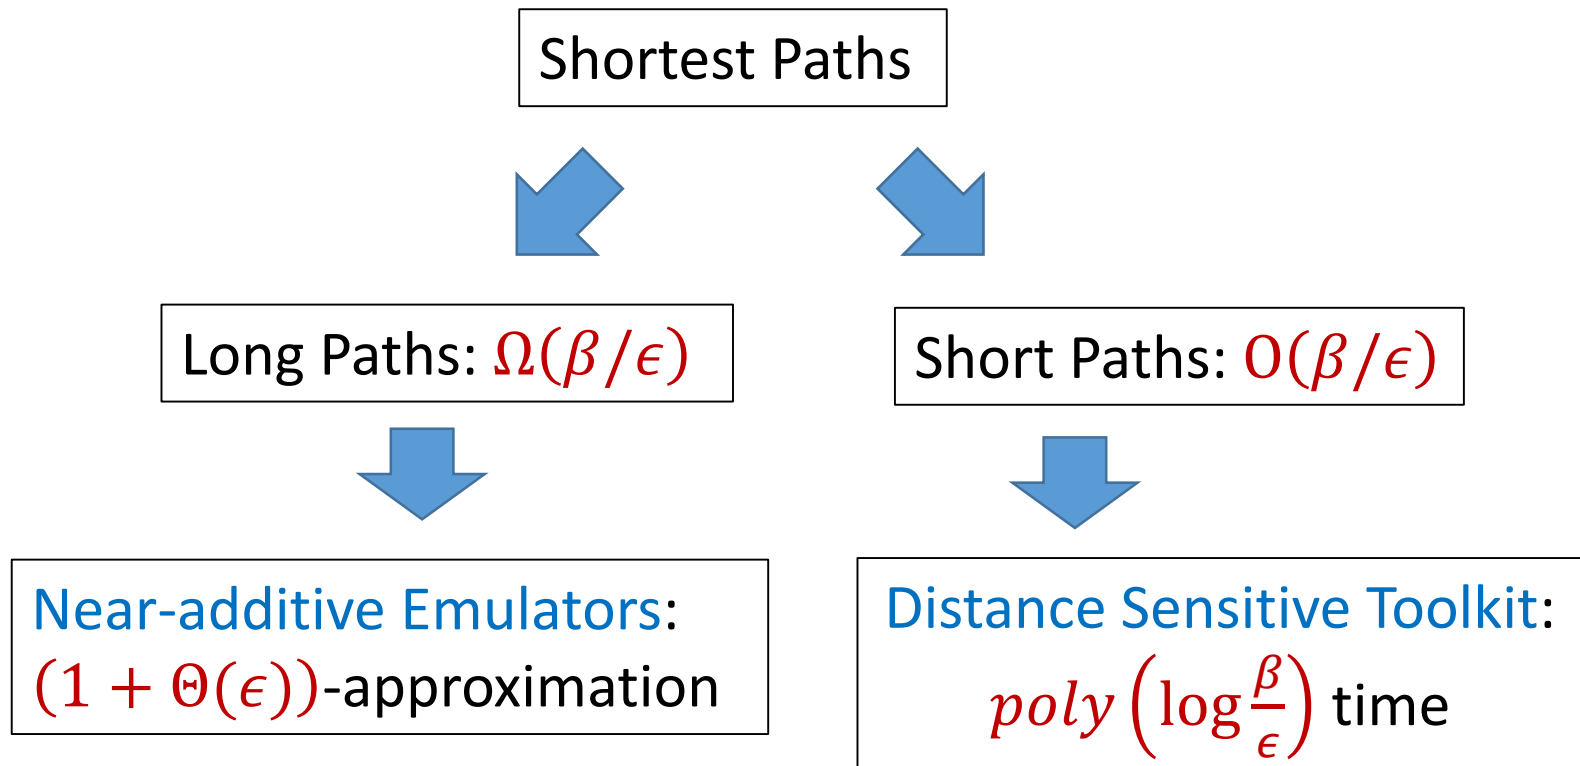 Shortest Paths
Long Paths: Ω(β/ϵ)
Short Paths: O(β/ϵ)
Near-additive Emulators:
(1 + Θ(ϵ))-approximation
Distance Sensitive Toolkit:
poly(log β/ϵ) time